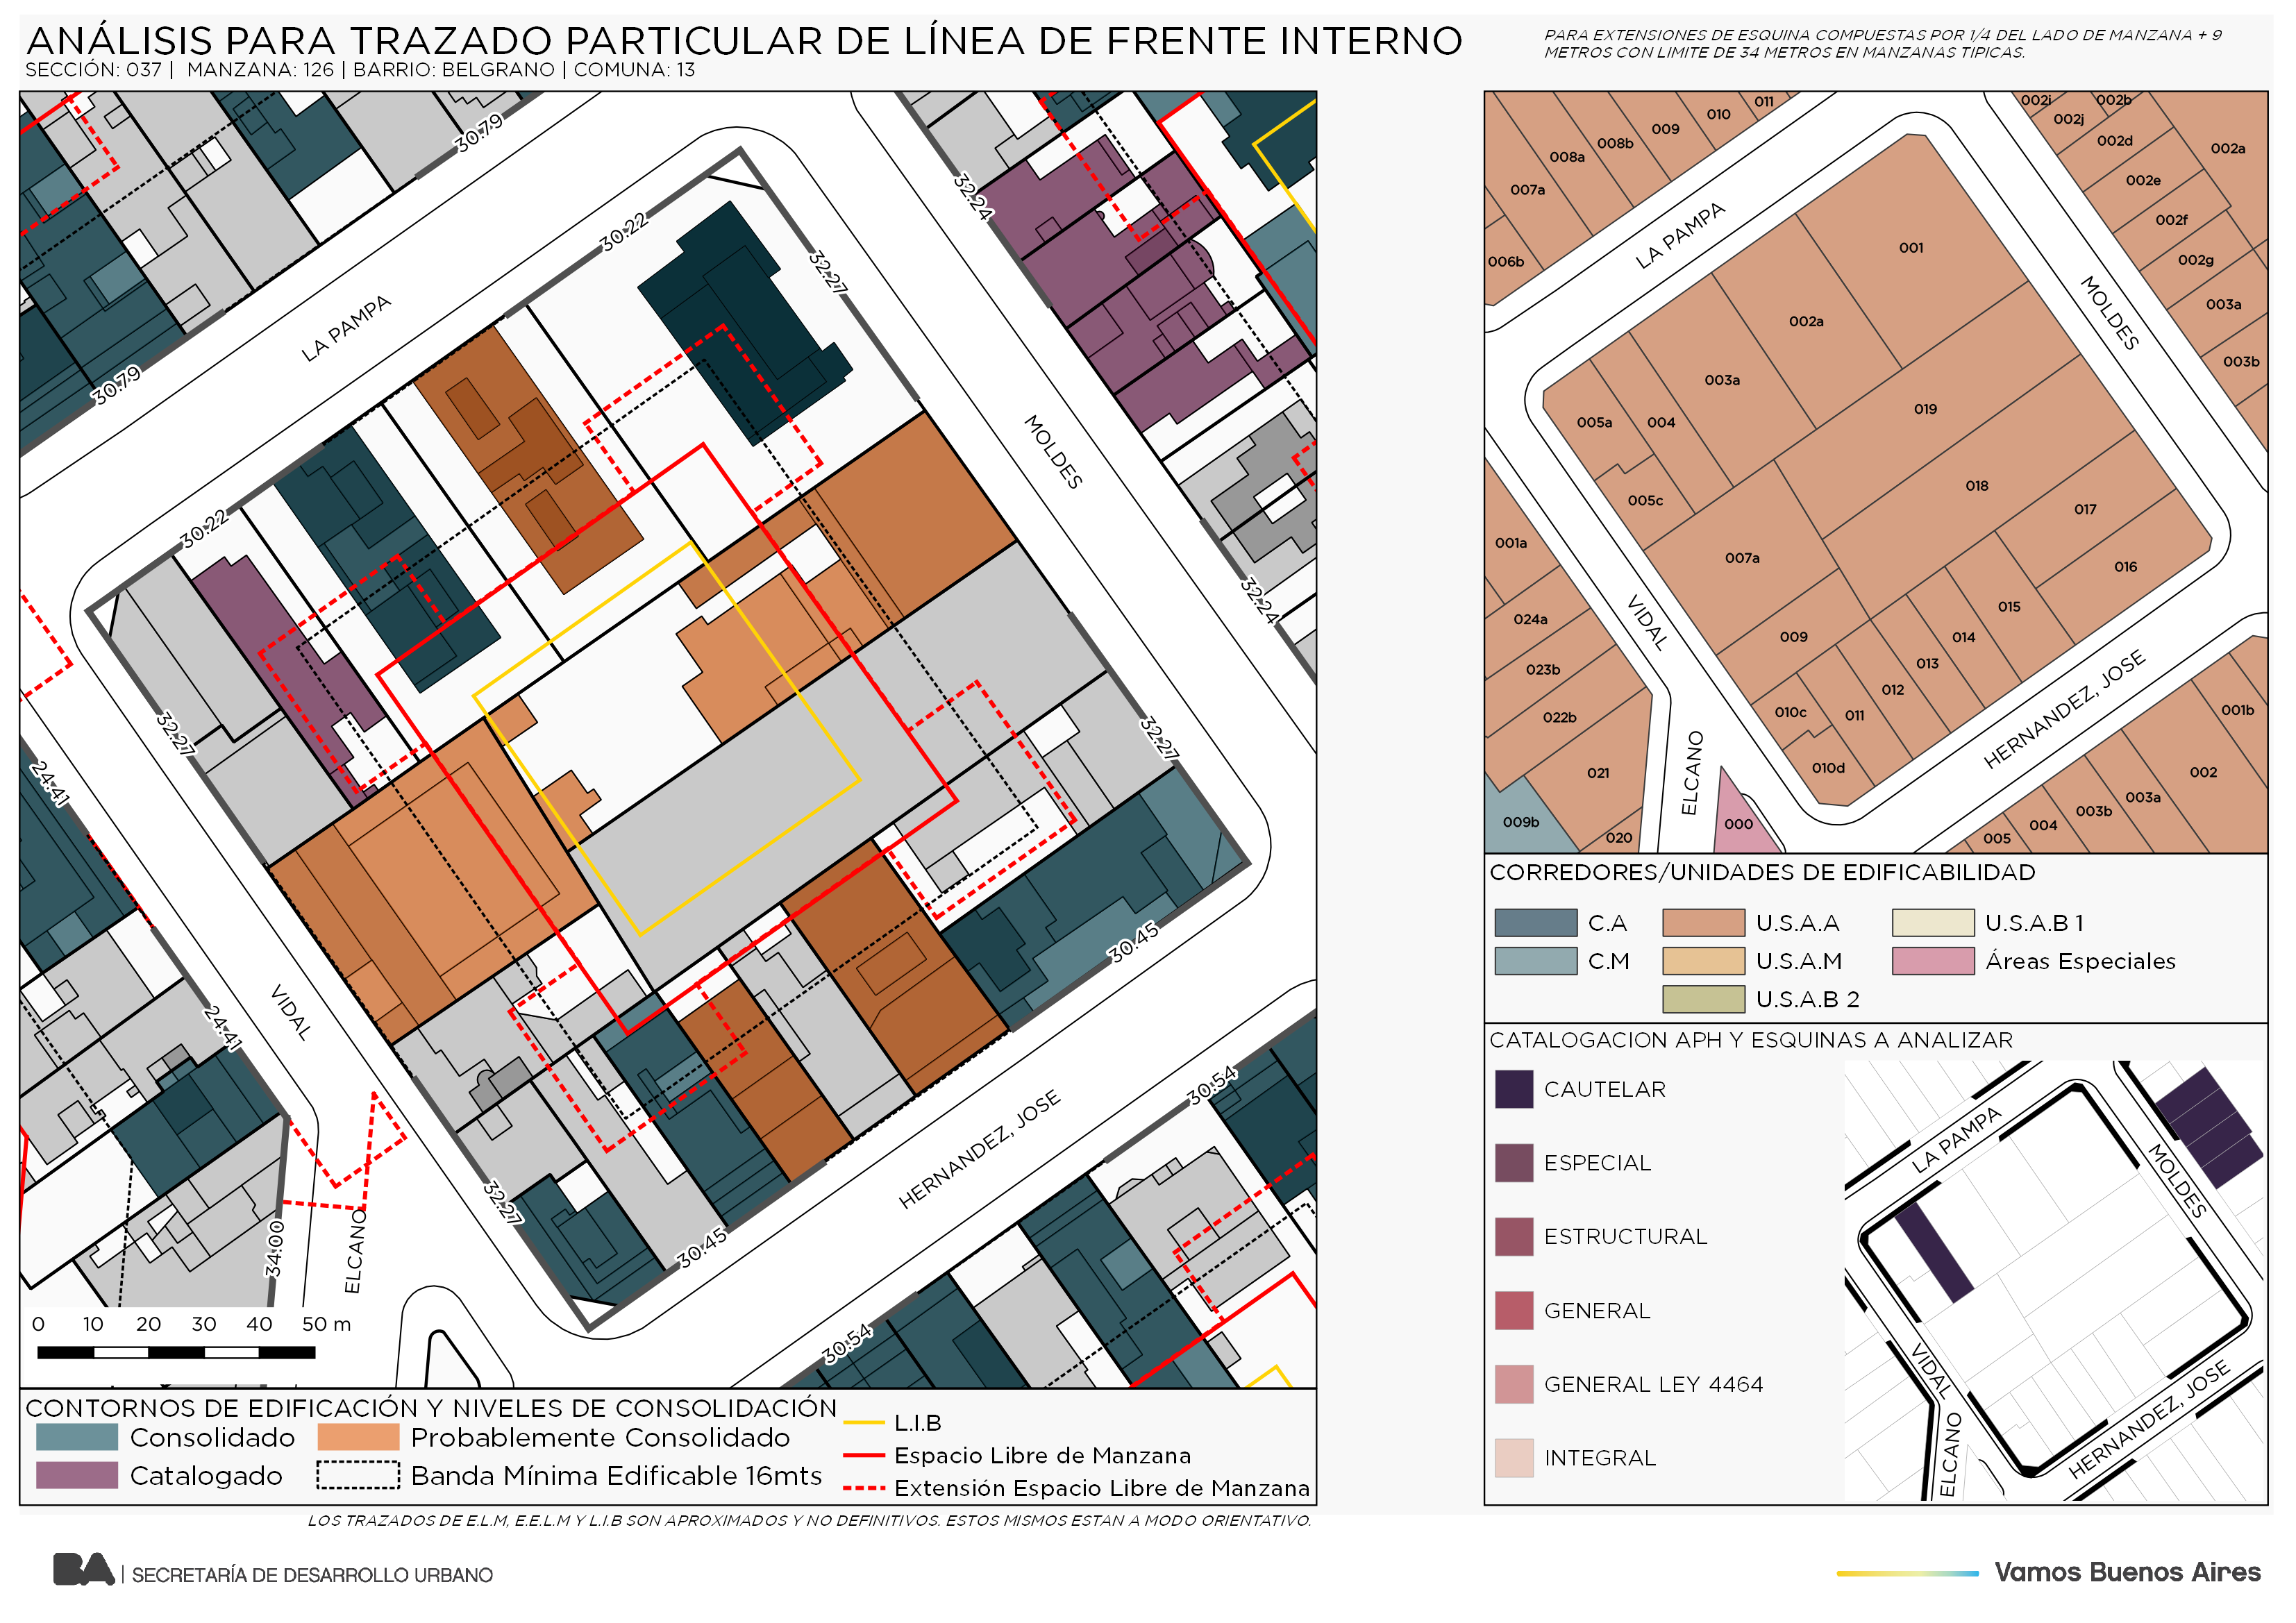 ANÁLISIS PARA TRAZADO PARTICULAR DE LÍNEA DE FRENTE INTERNO
SECCIÓN: 037 | MANZANA: 126 | BARRIO: BELGRANO | COMUNA: 13
PARA EXTENSIONES DE ESQUINA COMPUESTAS POR 1/4 DEL LADO DE MANZANA + 9
METROS CON LIMITE DE 34 METROS EN MANZANAS TIPICAS.
30.79
30.79
LA PAMPA
30.22
30.22
32.24
32.27
MOLDES
32.24
32.27
32.27
24.41
24.41
VIDAL
32.27
30.45
30.45
HERNANDEZ, JOSE
30.54
30.54
34.00
ELCANO
0 10 20 30 40 50 m
CONTORNOS DE EDIFICACIÓN Y NIVELES DE CONSOLIDACIÓN
Consolidado
Probablemente Consolidado
Catalogado
Banda Mínima Edificable 16mts
L.I.B
Espacio Libre de Manzana
Extensión Espacio Libre de Manzana
LOS TRAZADOS DE E.L.M, E.E.L.M Y L.I.B SON APROXIMADOS Y NO DEFINITIVOS. ESTOS MISMOS ESTAN A MODO ORIENTATIVO.
006b
007a
008a
008b
009
010
011
002i
002b
002j
002d
002a
002e
002f
002g
003a
003b
LA PAMPA
MOLDES
001
002a
003a
004
005a
005c
019
018
017
016
007a
009
015
014
013
012
011
010c
010d
001a
024a
023b
022b
021
020
009b
000
VIDAL
ELCANO
HERNANDEZ, JOSE
001b
002
003a
003b
004
005
CORREDORES/UNIDADES DE EDIFICABILIDAD
C.A
U.S.A.A
U.S.A.B 1
C.M
U.S.A.M
Áreas Especiales
U.S.A.B 2
CATALOGACION APH Y ESQUINAS A ANALIZAR
CAUTELAR
ESPECIAL
ESTRUCTURAL
GENERAL
GENERAL LEY 4464
INTEGRAL
LA PAMPA
MOLDES
VIDAL
ELCANO
HERNANDEZ, JOSE
BA | SECRETARÍA DE DESARROLLO URBANO
Vamos Buenos Aires